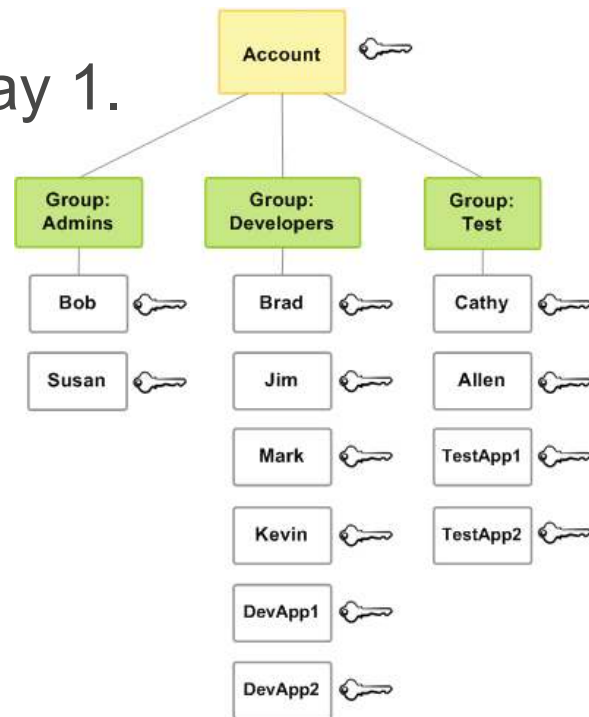 ay 1.
Account
Group:
Admins
Bob
Susan
Group:
Developers
Brad
Jim
Mark
Kevin
DevApp1
DevApp2
Group:
Test
Cathy
Allen
TestApp1
TestApp2